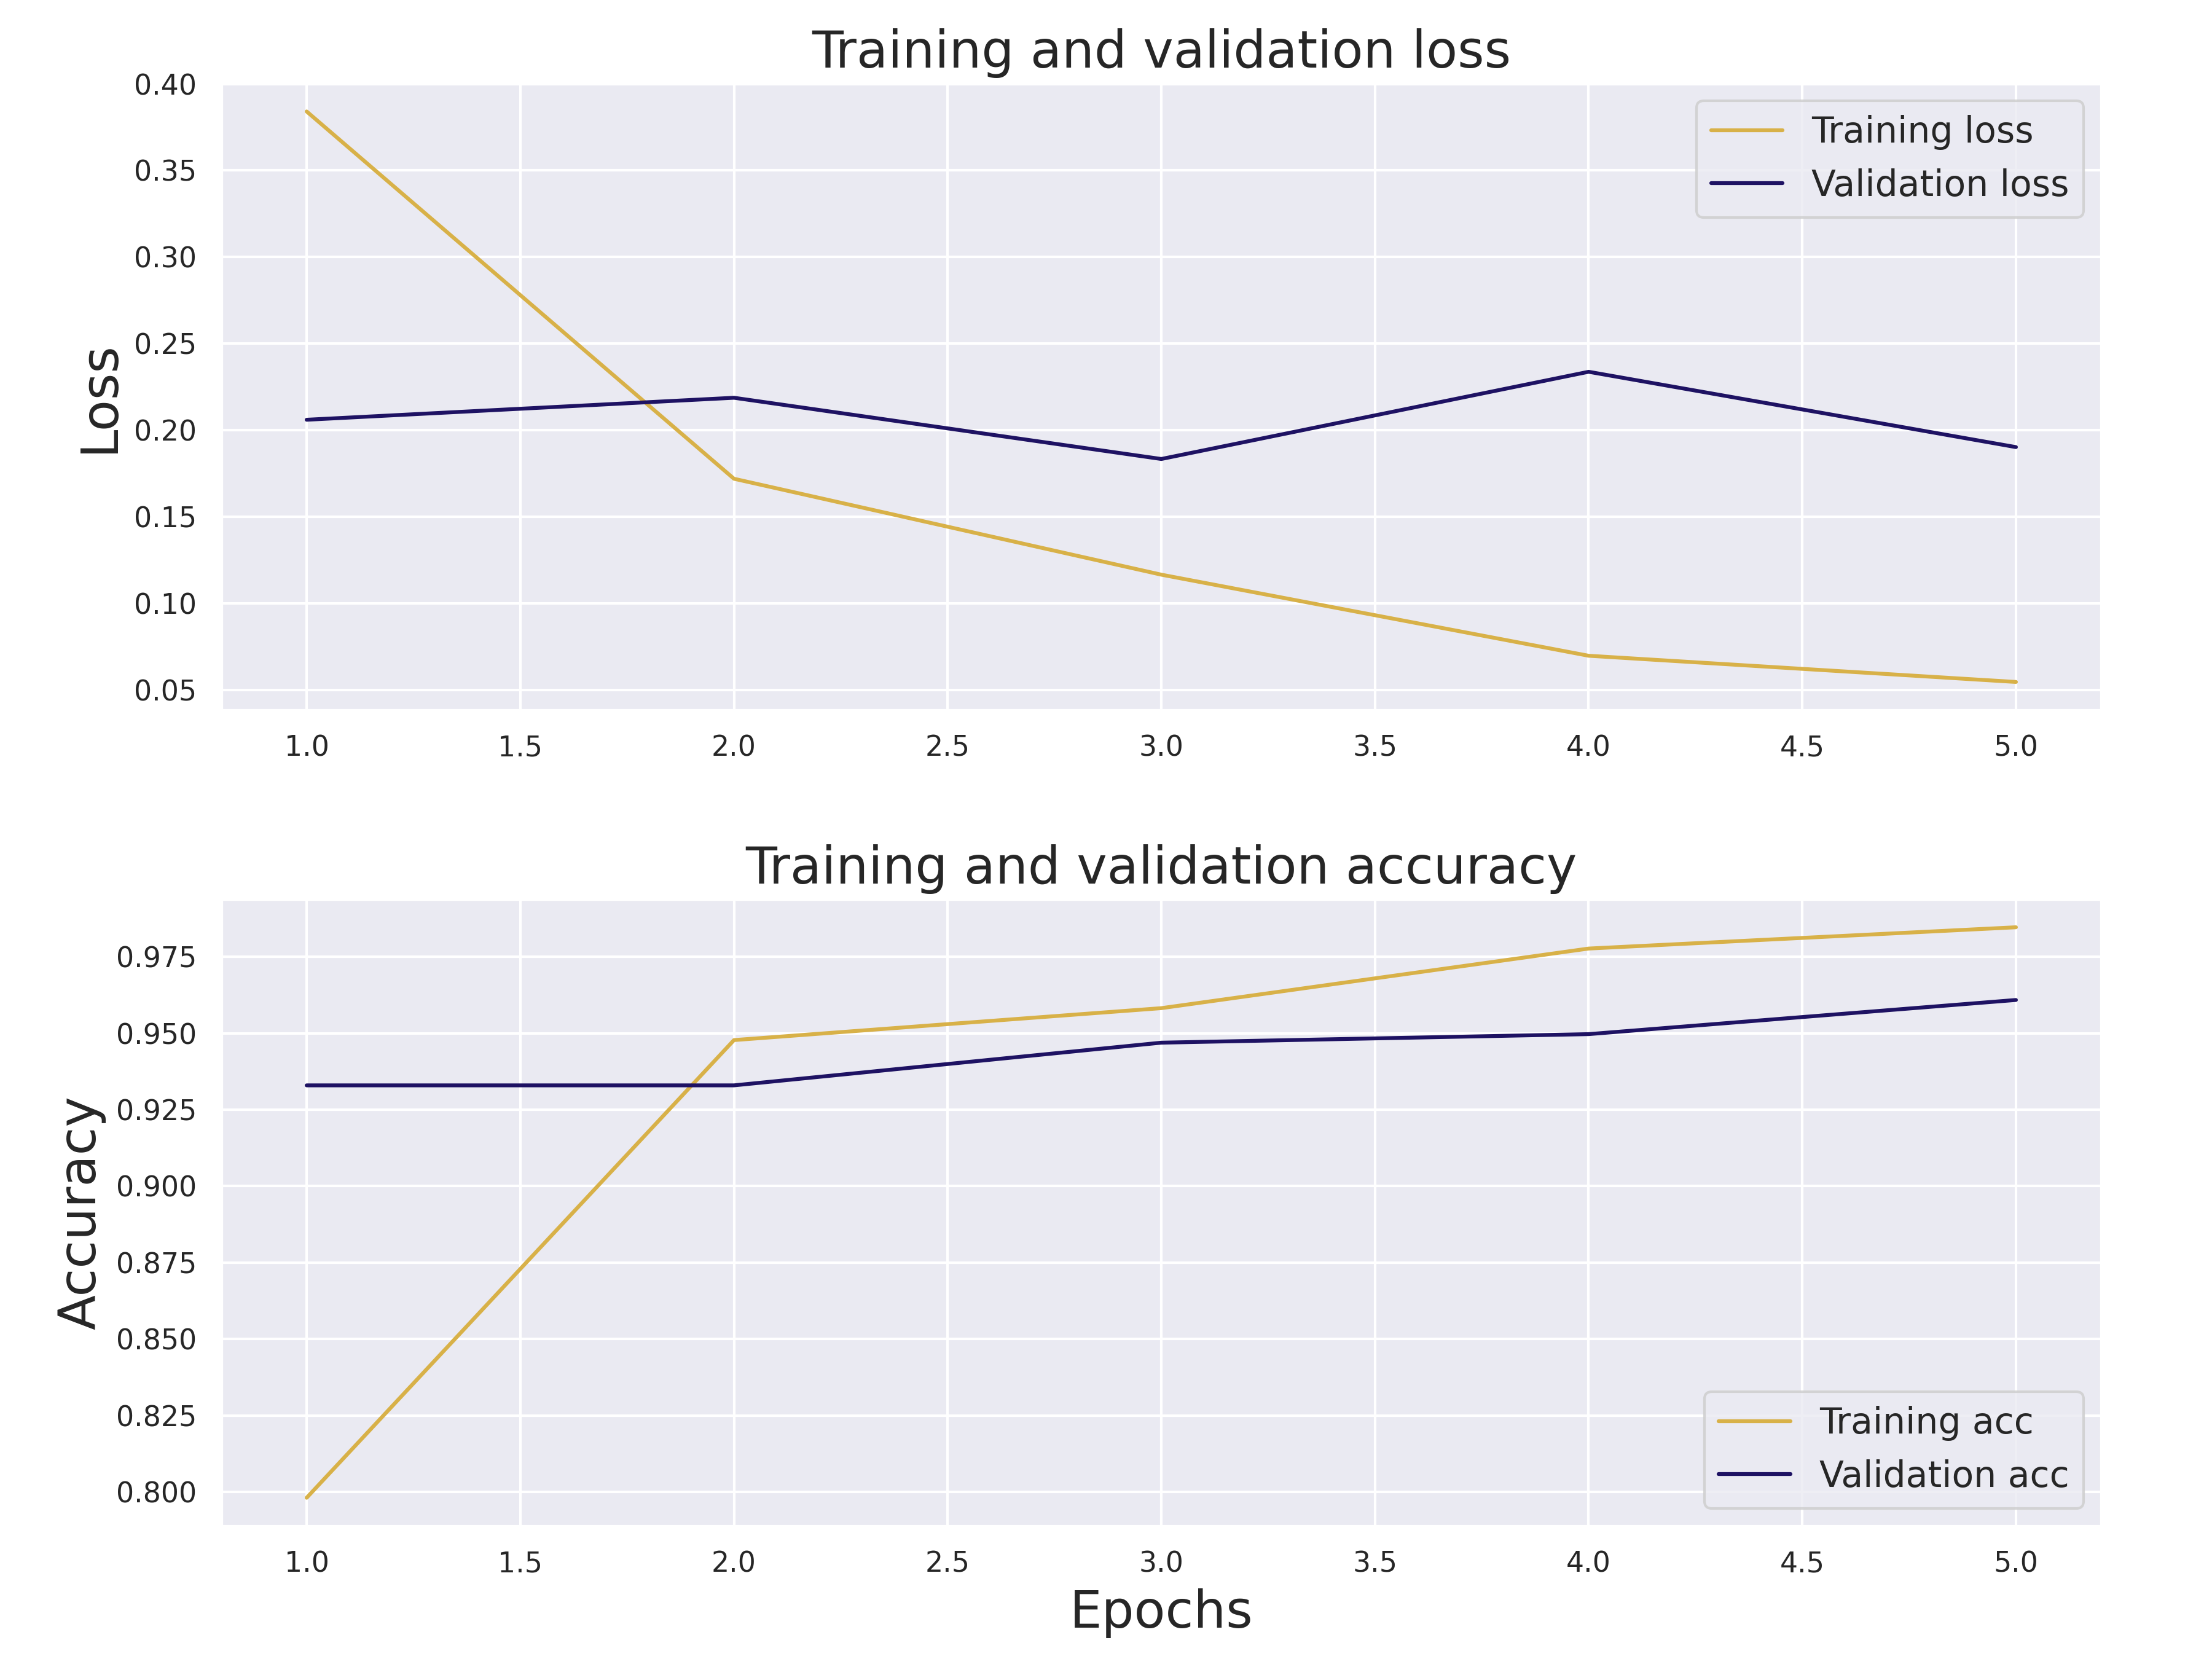 Training and validation loss
0.40
0.35
0.30
0.25
0.20
0.15
0.10
0.05
Loss
Training loss
Validation loss
1.0 1.5 2.0 2.5 3.0 3.5 4.0 4.5 5.0
Training and validation accuracy
0.975
0.950
0.925
0.900
0.875
0.850
0.825
0.800
Accuracy
Training acc
Validation acc
1.0 1.5 2.0 2.5 3.0 3.5 4.0 4.5 5.0
Epochs